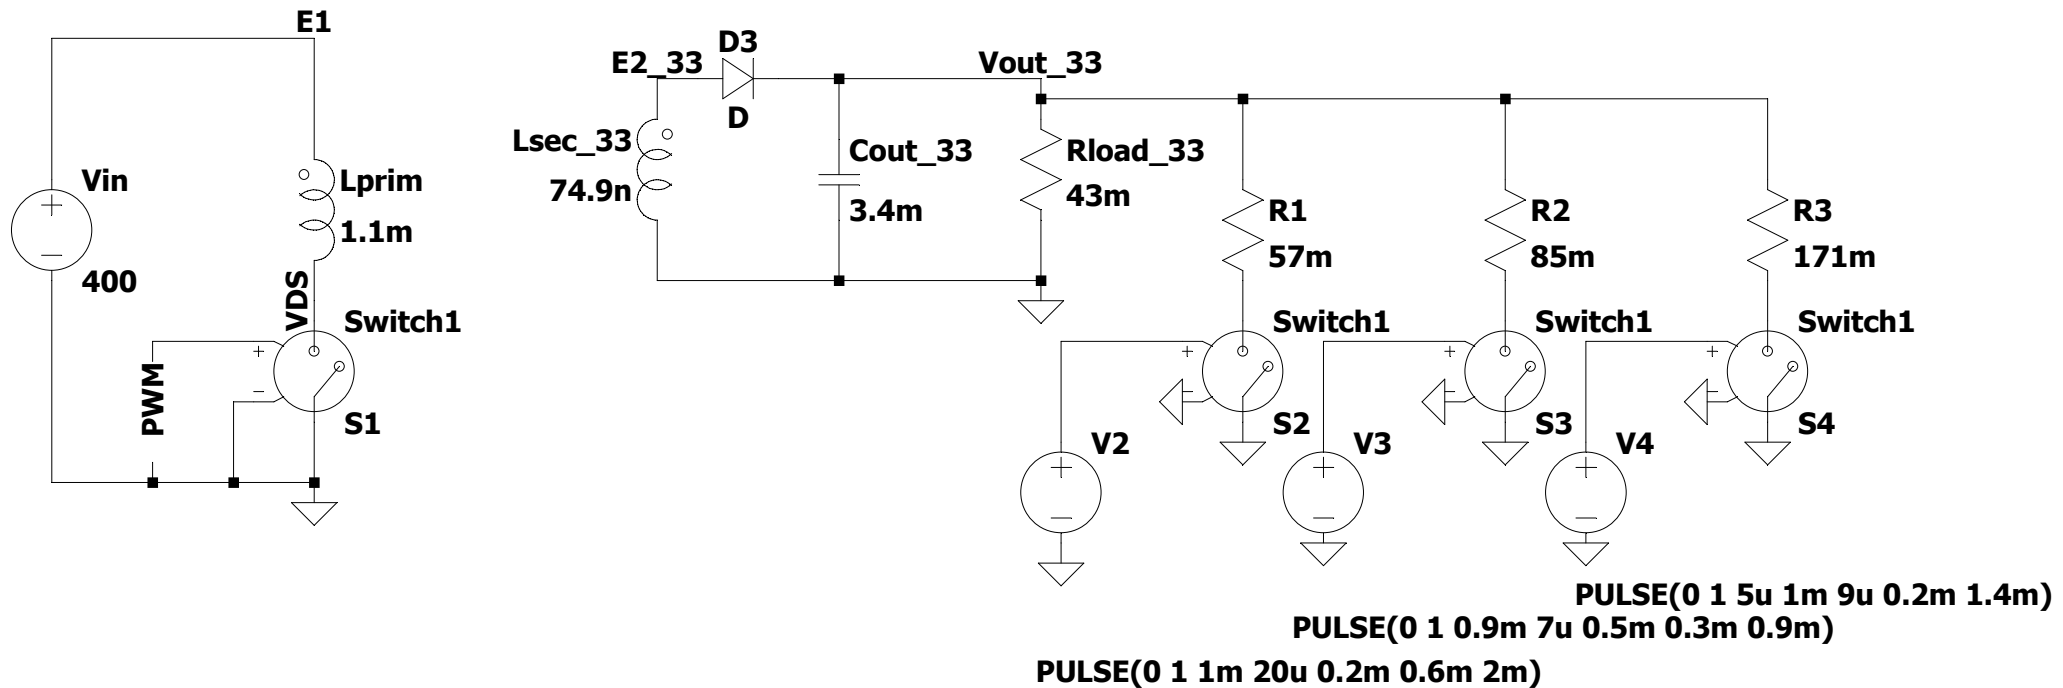 E1
Vin
400
Lprim
1.1m
VDS
Switch1
S1
PWM
E2_33
D3
D
Vout_33
Lsec_33
74.9n
Cout_33
3.4m
Rload_33
43m
R1
57m
R2
85m
R3
171m
Switch1
S2
Switch1
S3
Switch1
S4
V2
V3
V4
PULSE(0 1 5u 1m 9u 0.2m 1.4m)
PULSE(0 1 0.9m 7u 0.5m 0.3m 0.9m)
PULSE(0 1 1m 20u 0.2m 0.6m 2m)